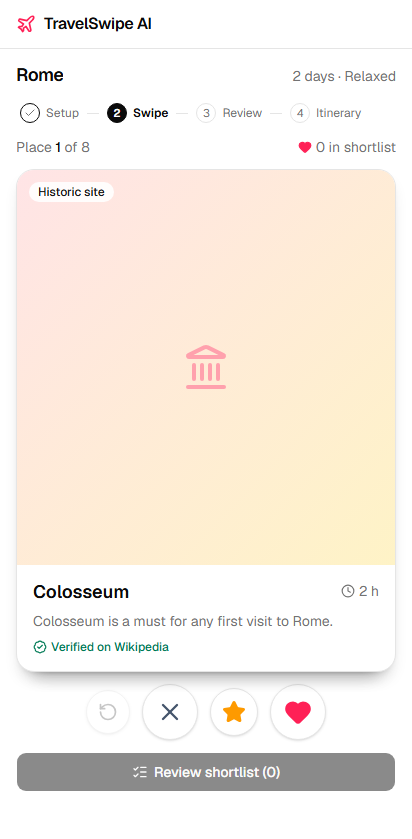 TravelSwipe AI
Rome
2 days · Relaxed
Setup
2 Swipe
3 Review
4 Itinerary
Place 1 of 8
0 in shortlist
Historic site
Colosseum
2 h
Colosseum is a must for any first visit to Rome.
Verified on Wikipedia
Review shortlist (0)